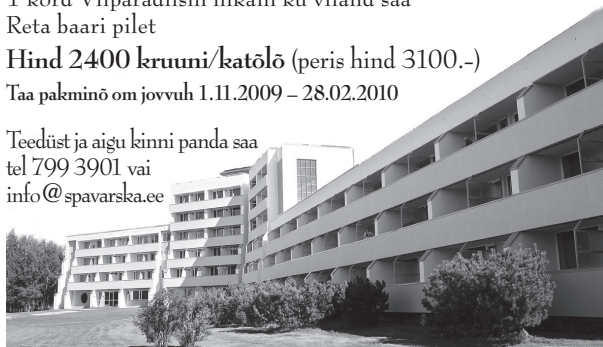 Reta baari pilet
Hind 2400 kruuni/katõlõ (peris hind 3100.-)
Taa pakminõ om jovvuh 1.11.2009 – 28.02.2010
Teedüst ja aigu kinni panda saa
tel 799 3901 vai
info@spavarska.ee